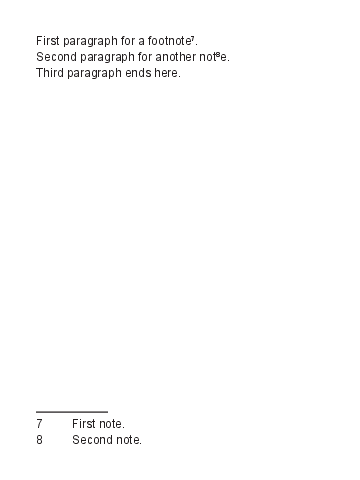 First paragraph for a footnote⁷.
Second paragraph for another not⁸e.
Third paragraph ends here.
7 First note.
8 Second note.